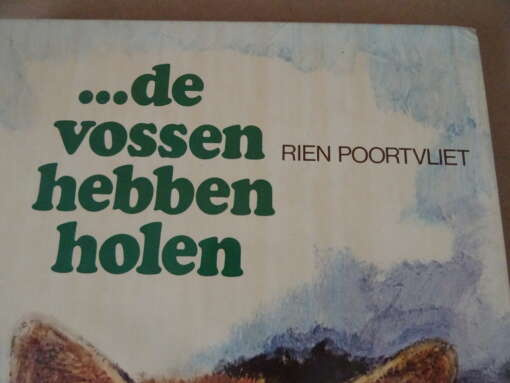 ...de
vossen
hebben
holen
RIEN POORTVLIET